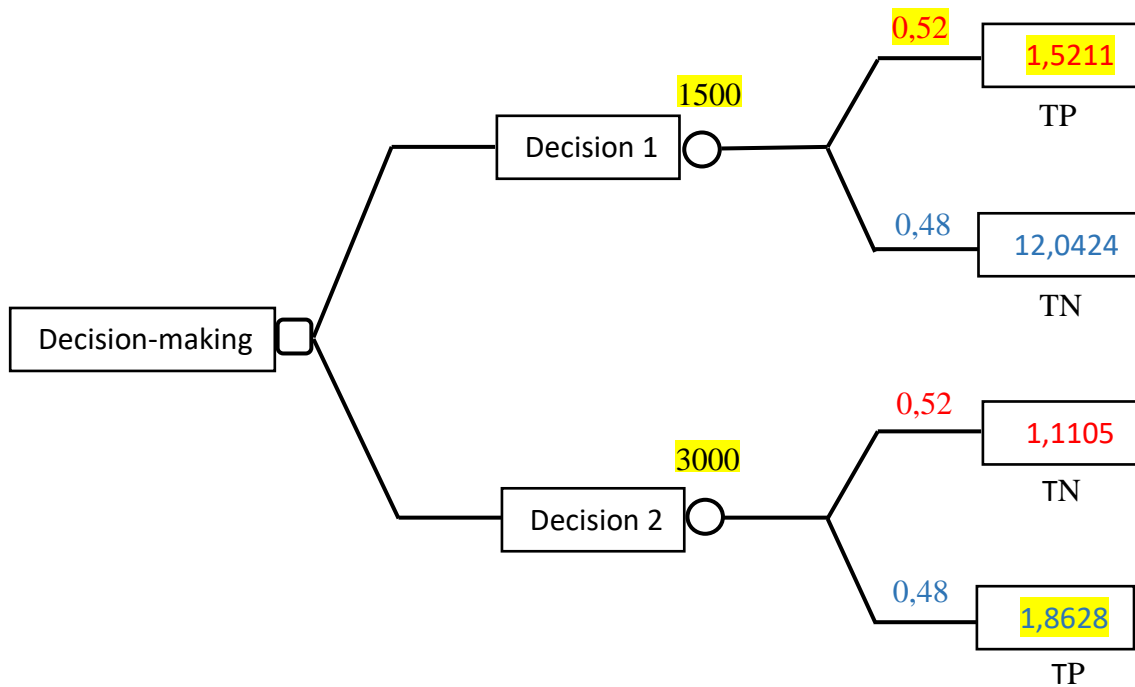 0,52
1,5211
1500
TP
Decision 1
0,48
12,0424
TN
Decision-making
0,52
1,1105
3000
TN
Decision 2
0,48
1,8628
TP